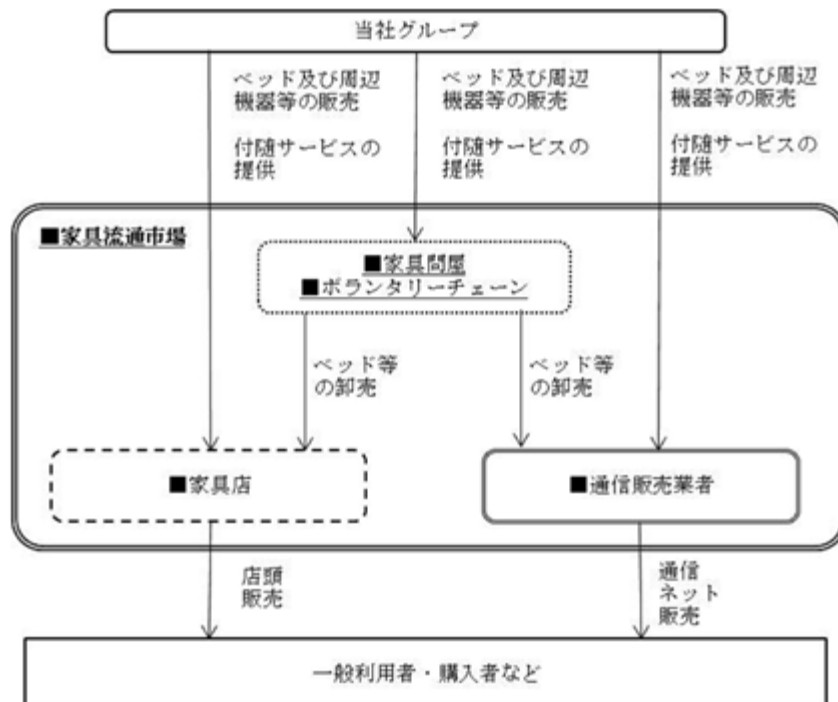 当社グループ
ベッド及び周辺
機器等の販売
付随サービスの
提供
ベッド及び周辺
機器等の販売
付随サービスの
提供
ベッド及び周辺
機器等の販売
付随サービスの
提供
■家具流通市場
■家具問屋
■ボランタリーチェーン
ベッド等
の卸売
ベッド等
の卸売
■家具店
■通信販売業者
店頭
販売
通信
ネット
販売
一般利用者・購入者など